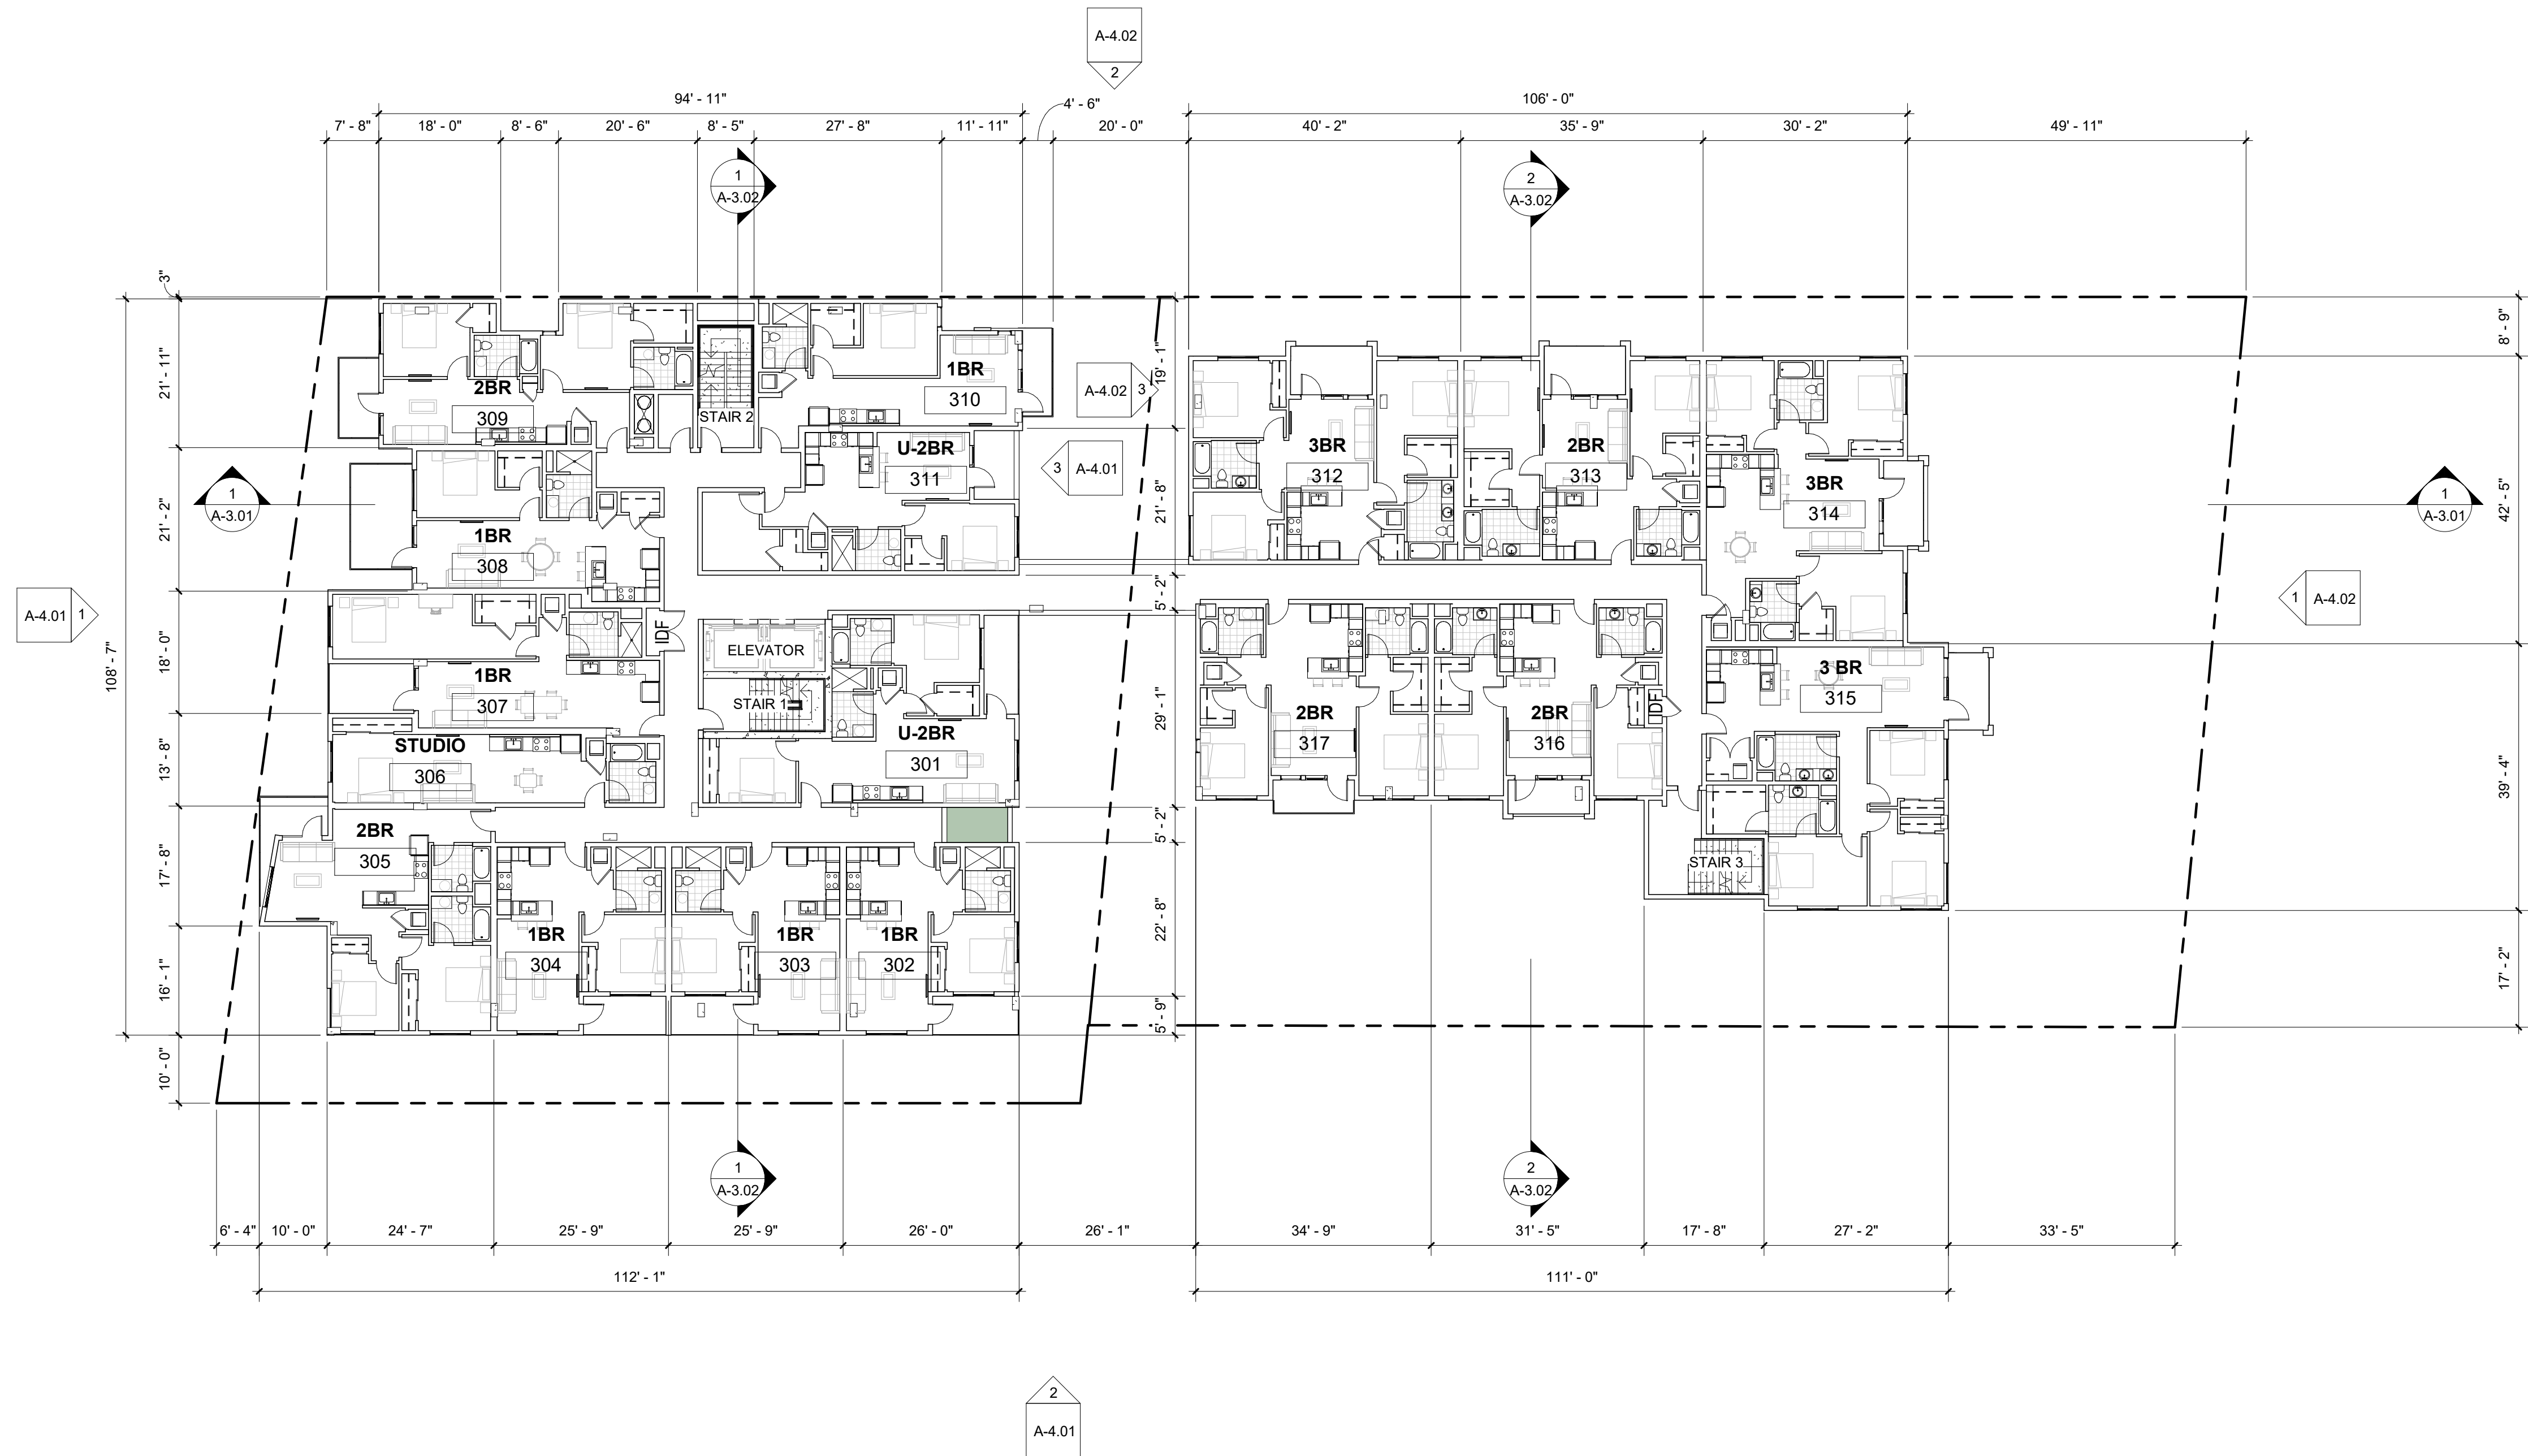 A-4.02
2
94' - 11"
4' - 6"
106' - 0"
7' - 8"
18' - 0"
8' - 6"
20' - 6"
8' - 5"
27' - 8"
11' - 11"
20' - 0"
40' - 2"
35' - 9"
30' - 2"
49' - 11"
1
A-3.02
2
A-3.02
3"
21' - 11"
21' - 2"
18' - 0"
13' - 8"
17' - 8"
16' - 1"
10' - 0"
108' - 7"
1
A-3.01
A-4.01
1
2BR
309
STAIR 2
1BR
310
U-2BR
311
1BR
308
IDF
ELEVATOR
1BR
307
STAIR 1
U-2BR
301
STUDIO
306
2BR
305
1BR
304
1BR
303
1BR
302
A-4.02
3
3
A-4.01
19' - 1"
21' - 8"
5' - 2"
29' - 1"
5' - 2"
22' - 8"
5' - 9"
3BR
312
2BR
313
3BR
314
3 BR
315
2BR
317
2BR
316
IDF
STAIR 3
1
A-3.01
1
A-4.02
8' - 9"
42' - 5"
39' - 4"
17' - 2"
1
A-3.02
2
A-3.02
6' - 4"
10' - 0"
24' - 7"
25' - 9"
25' - 9"
26' - 0"
26' - 1"
34' - 9"
31' - 5"
17' - 8"
27' - 2"
33' - 5"
112' - 1"
111' - 0"
2
A-4.01